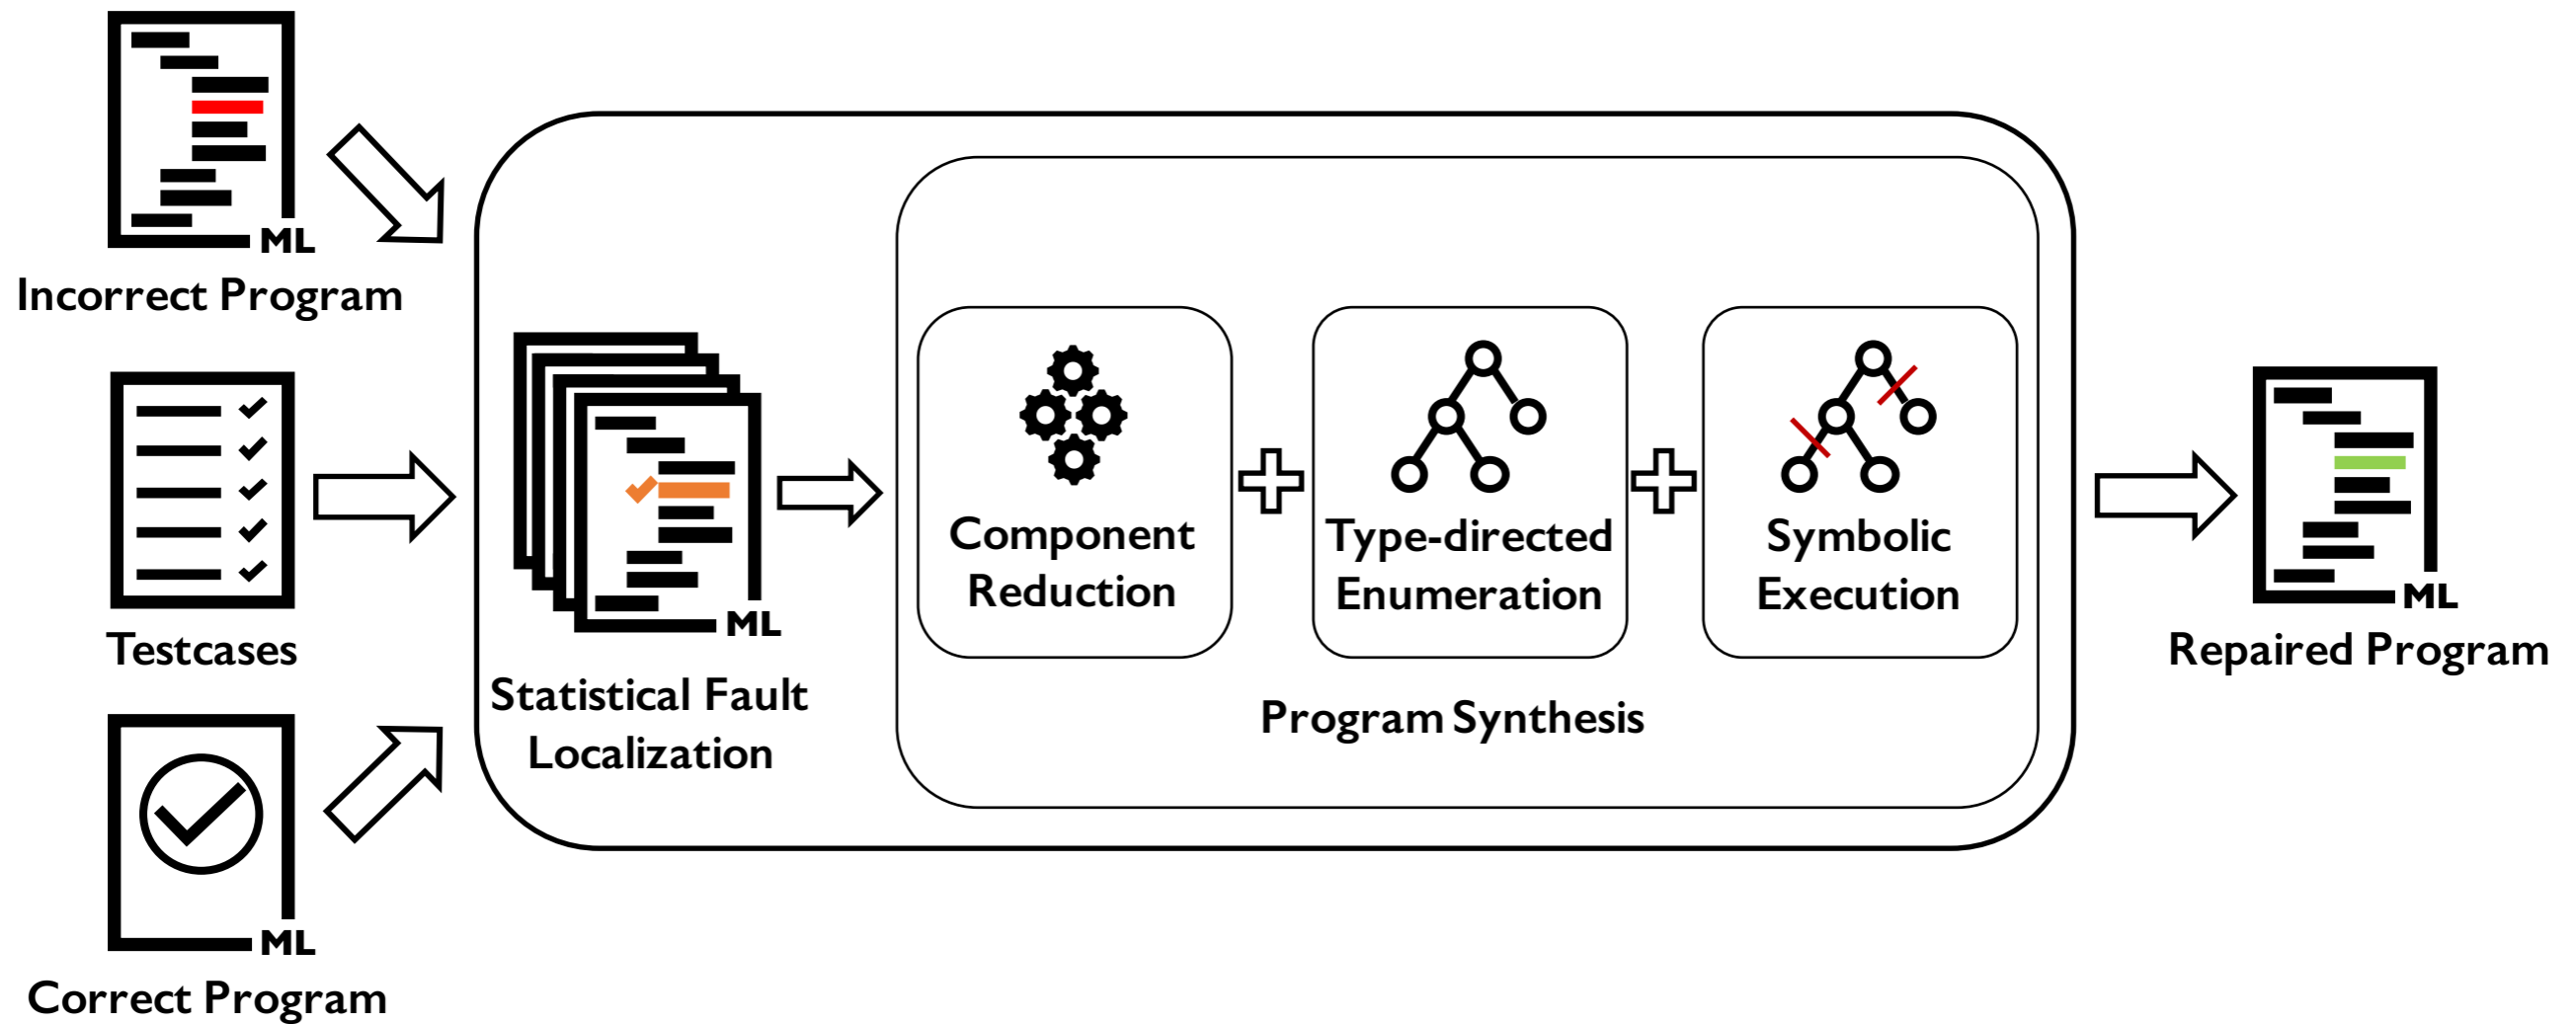 ML
Incorrect Program
Testcases
ML
Correct Program
ML
Statistical Fault
Localization
Component
Reduction
Type-directed
Enumeration
Symbolic
Execution
Program Synthesis
ML
Repaired Program